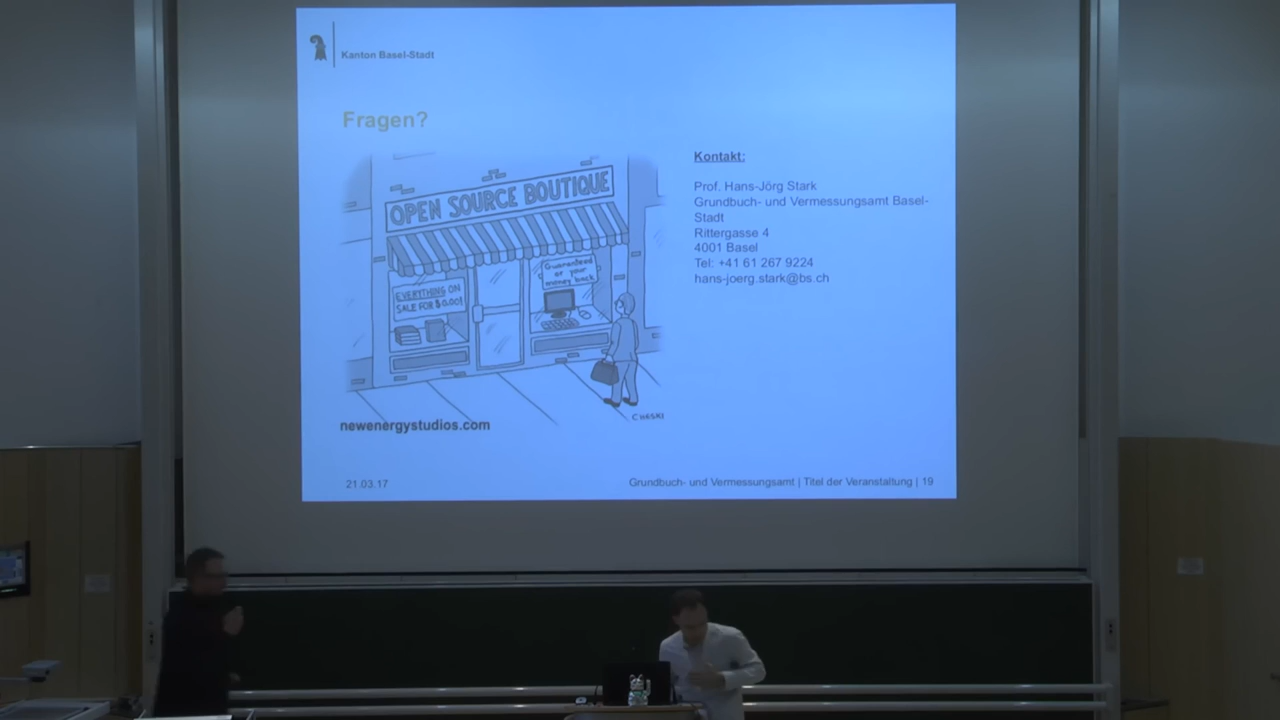 Kanton Basel-Stadt
Fragen?
OPEN SOURCE BOUTIQUE
Guaranteed
or your
money back
EVERYTHING ON
SALE FOR $0.00!
newenergystudios.com
Kontakt:
Prof. Hans-Jörg Stark
Grundbuch- und Vermessungsamt Basel-
Stadt
Rittergasse 4
4001 Basel
Tel: +41 61 267 9224
hans-joerg.stark@bs.ch
21.03.17
Grundbuch- und Vermessungsamt | Titel der Veranstaltung | 19